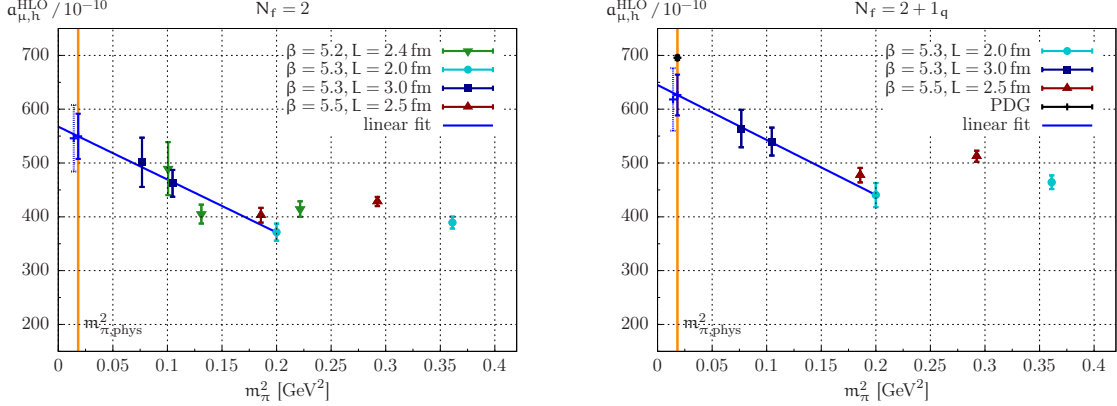 a_{μ,h}^{HLO} / 10^{-10}
N_f = 2
700
600
500
400
300
200
0
0.05
0.1
0.15
0.2
0.25
0.3
0.35
0.4
m_π^2 [GeV^2]
m_{π,phys}^2
β = 5.2, L = 2.4 fm
β = 5.3, L = 2.0 fm
β = 5.3, L = 3.0 fm
β = 5.5, L = 2.5 fm
linear fit
a_{μ,h}^{HLO} / 10^{-10}
N_f = 2 + 1_q
700
600
500
400
300
200
0
0.05
0.1
0.15
0.2
0.25
0.3
0.35
0.4
m_π^2 [GeV^2]
m_{π,phys}^2
β = 5.3, L = 2.0 fm
β = 5.3, L = 3.0 fm
β = 5.5, L = 2.5 fm
PDG
linear fit